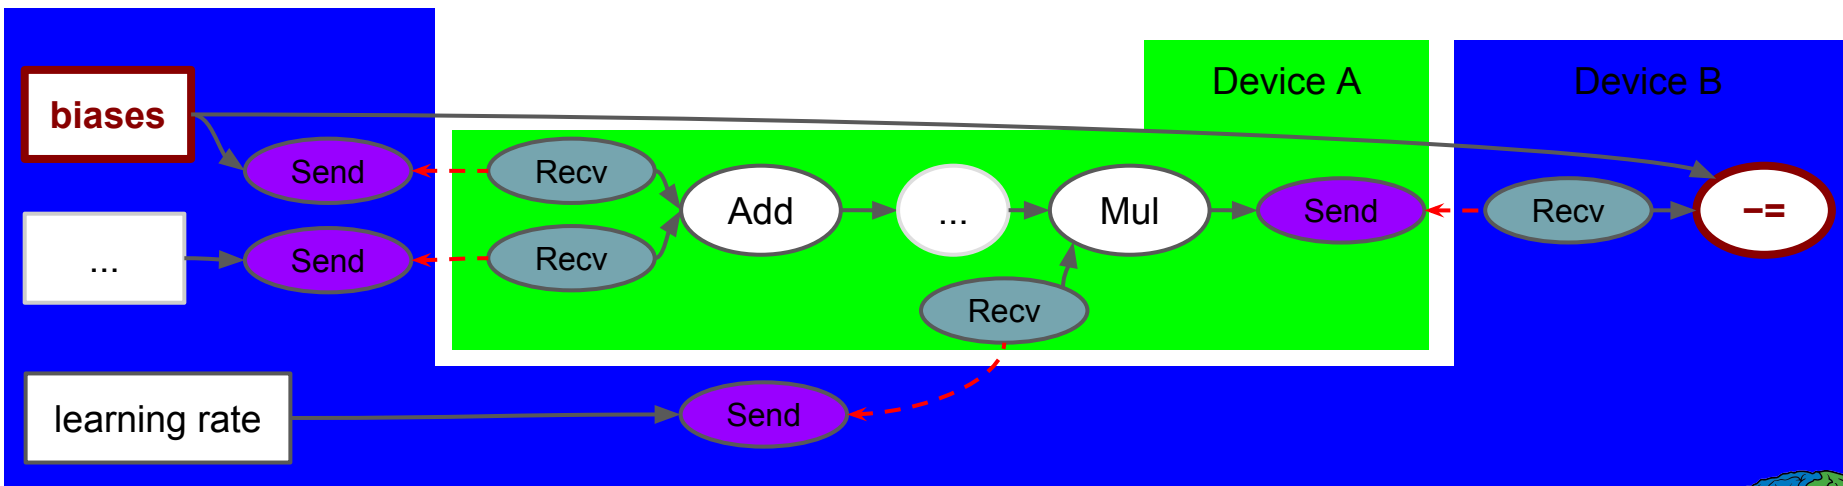 Device A
Device B
biases
Send
Recv
Add
...
Mul
Send
Recv
−=
...
Send
Recv
Recv
learning rate
Send